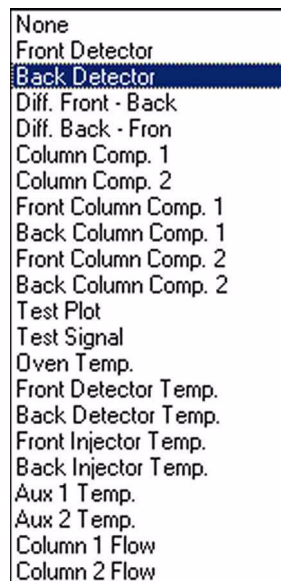 None
Front Detector
Back Detector
Diff. Front - Back
Diff. Back - Fron
Column Comp. 1
Column Comp. 2
Front Column Comp. 1
Back Column Comp. 1
Front Column Comp. 2
Back Column Comp. 2
Test Plot
Test Signal
Oven Temp.
Front Detector Temp.
Back Detector Temp.
Front Injector Temp.
Back Injector Temp.
Aux 1 Temp.
Aux 2 Temp.
Column 1 Flow
Column 2 Flow